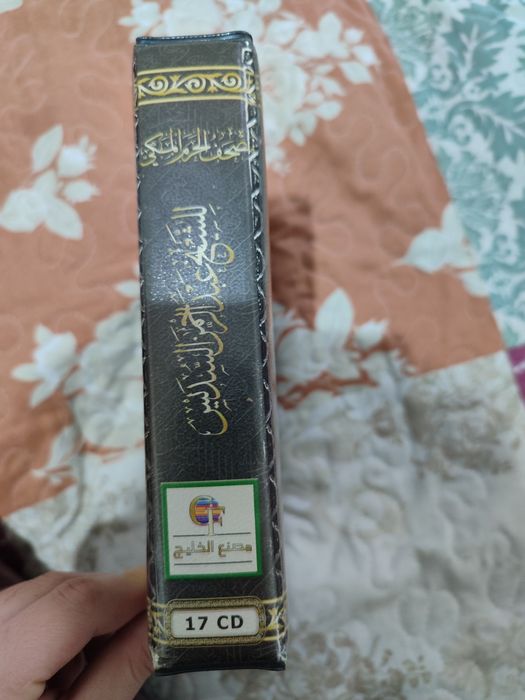 مصحف الحرم المكي
للشيخ عبد الرحمن السديس
مصنع الخليج
17 CD